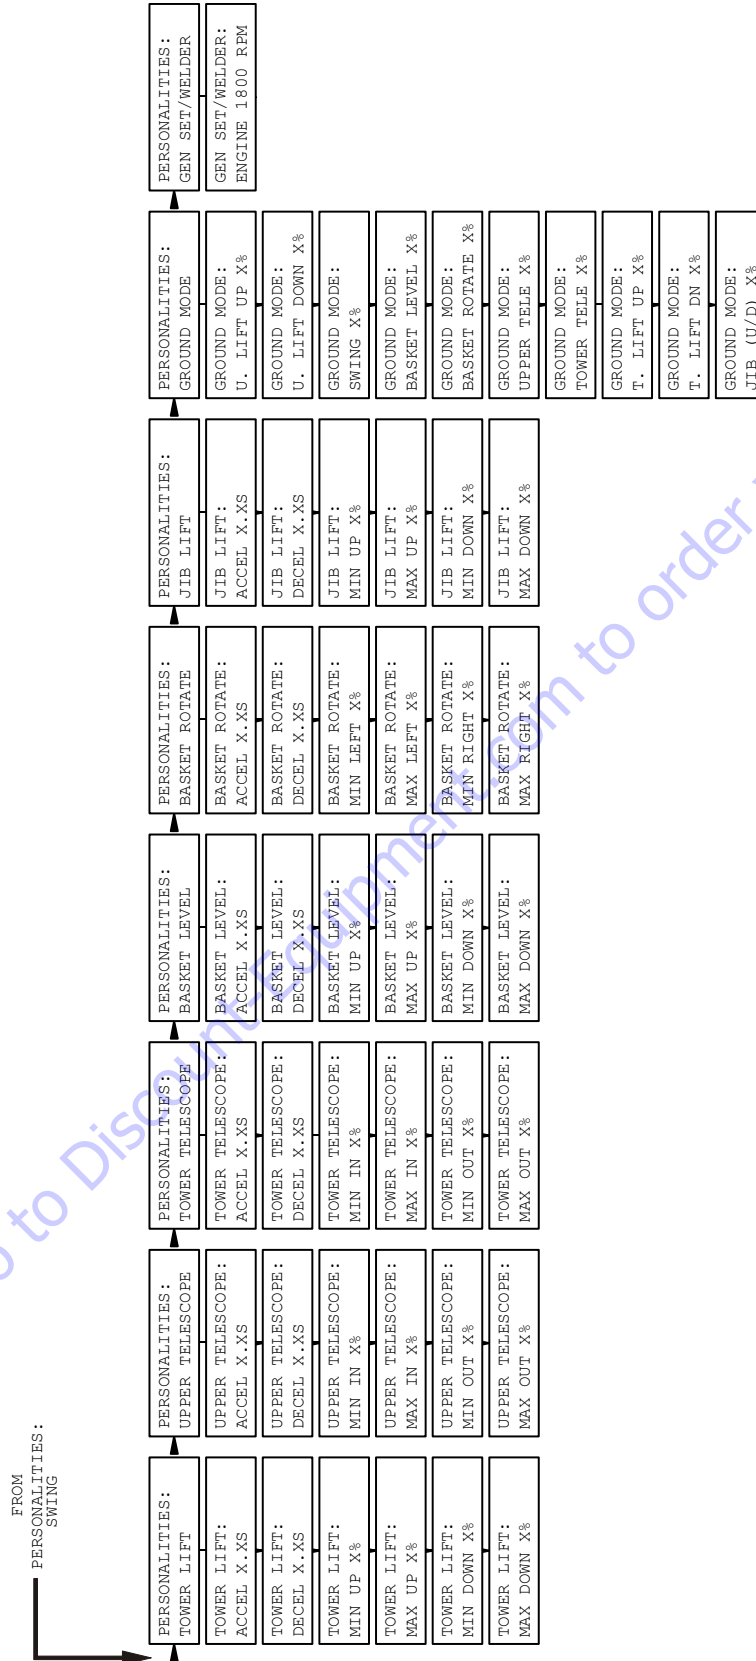 FROM
PERSONALITIES:
SWING
PERSONALITIES:
TOWER LIFT
TOWER LIFT:
ACCEL X.XS
TOWER LIFT:
DECEL X.XS
TOWER LIFT:
MIN UP X%
TOWER LIFT:
MAX UP X%
TOWER LIFT:
MIN DOWN X%
TOWER LIFT:
MAX DOWN X%
PERSONALITIES:
UPPER TELESCOPE
UPPER TELESCOPE:
ACCEL X.XS
UPPER TELESCOPE:
DECEL X.XS
UPPER TELESCOPE:
MIN IN X%
UPPER TELESCOPE:
MAX IN X%
UPPER TELESCOPE:
MIN OUT X%
UPPER TELESCOPE:
MAX OUT X%
PERSONALITIES:
TOWER TELESCOPE
TOWER TELESCOPE:
ACCEL X.XS
TOWER TELESCOPE:
DECEL X.XS
TOWER TELESCOPE:
MIN IN X%
TOWER TELESCOPE:
MAX IN X%
TOWER TELESCOPE:
MIN OUT X%
TOWER TELESCOPE:
MAX OUT X%
PERSONALITIES:
BASKET LEVEL
BASKET LEVEL:
ACCEL X.XS
BASKET LEVEL:
DECEL X.XS
BASKET LEVEL:
MIN UP X%
BASKET LEVEL:
MAX UP X%
BASKET LEVEL:
MIN DOWN X%
BASKET LEVEL:
MAX DOWN X%
PERSONALITIES:
BASKET ROTATE
BASKET ROTATE:
ACCEL X.XS
BASKET ROTATE:
DECEL X.XS
BASKET ROTATE:
MIN LEFT X%
BASKET ROTATE:
MAX LEFT X%
BASKET ROTATE:
MIN RIGHT X%
BASKET ROTATE:
MAX RIGHT X%
PERSONALITIES:
JIB LIFT
JIB LIFT:
ACCEL X.XS
JIB LIFT:
DECEL X.XS
JIB LIFT:
MIN UP X%
JIB LIFT:
MAX UP X%
JIB LIFT:
MIN DOWN X%
JIB LIFT:
MAX DOWN X%
PERSONALITIES:
GROUND MODE
GROUND MODE:
U. LIFT UP X%
GROUND MODE:
U. LIFT DOWN X%
GROUND MODE:
SWING X%
GROUND MODE:
BASKET LEVEL X%
GROUND MODE:
BASKET ROTATE X%
GROUND MODE:
UPPER TELE X%
GROUND MODE:
TOWER TELE X%
GROUND MODE:
T. LIFT UP X%
GROUND MODE:
T. LIFT DN X%
GROUND MODE:
JIB (U/D) X%
PERSONALITIES:
GEN SET/WELDER
GEN SET/WELDER:
ENGINE 1800 RPM
to Discount-Equipment.com to order